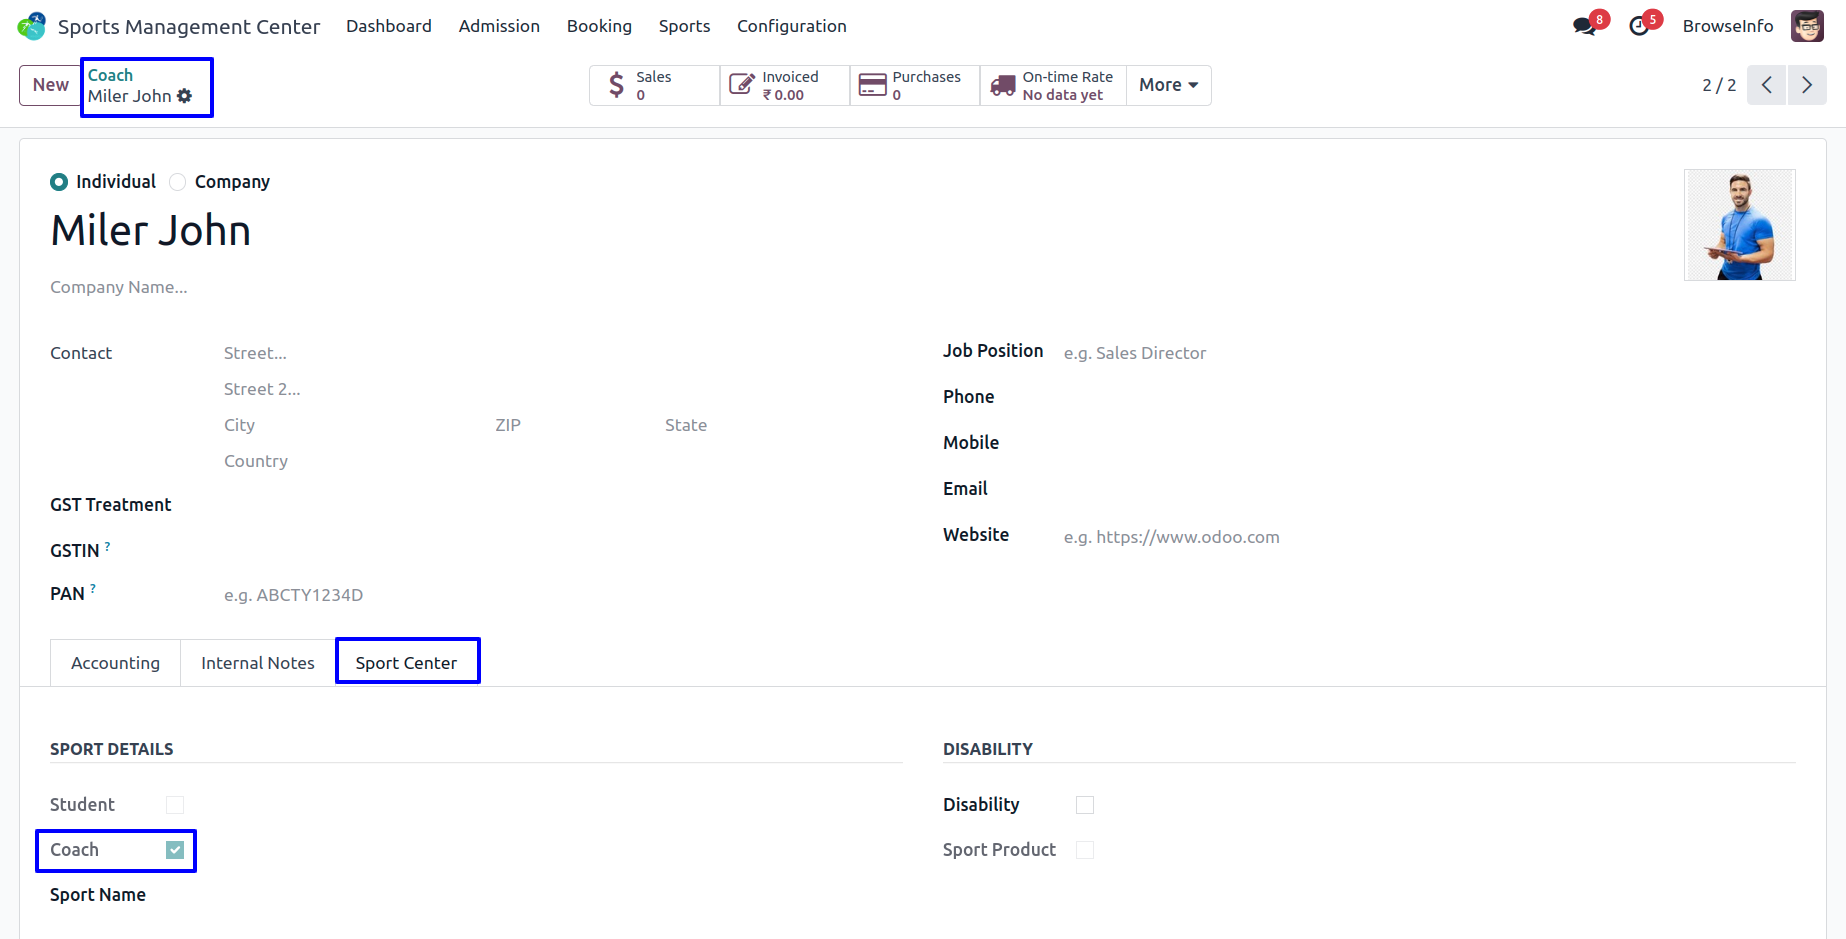 Sports Management Center Dashboard Admission Booking Sports Configuration 8 5 BrowseInfo
New Coach
Miler John
Sales
0
Invoiced
₹ 0.00
Purchases
0
On-time Rate
No data yet
More
2 / 2
Individual Company
Miler John
Company Name...
Contact Street...
Street 2...
City ZIP State
Country
GST Treatment
GSTIN ?
PAN ? e.g. ABCTY1234D
Job Position e.g. Sales Director
Phone
Mobile
Email
Website e.g. https://www.odoo.com
Accounting Internal Notes Sport Center
SPORT DETAILS
Student
Coach
Sport Name
DISABILITY
Disability
Sport Product